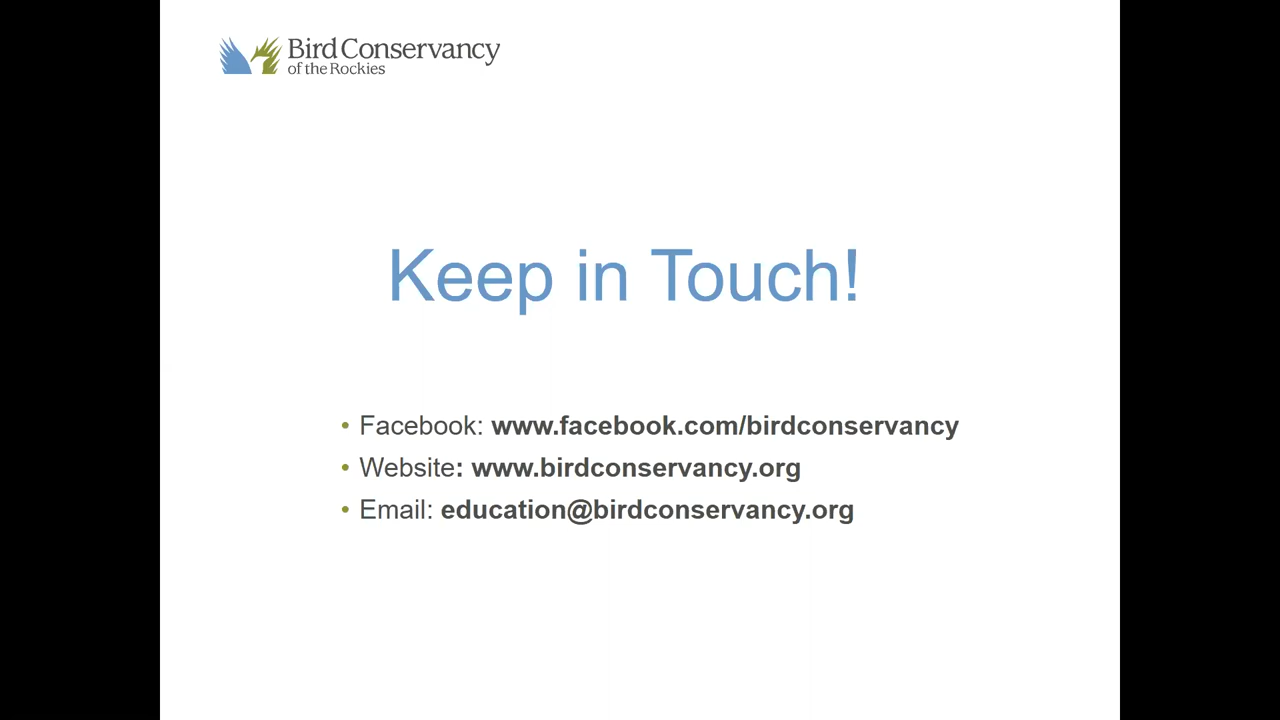 Bird Conservancy
of the Rockies
Keep in Touch!
• Facebook: www.facebook.com/birdconservancy
• Website: www.birdconservancy.org
• Email: education@birdconservancy.org